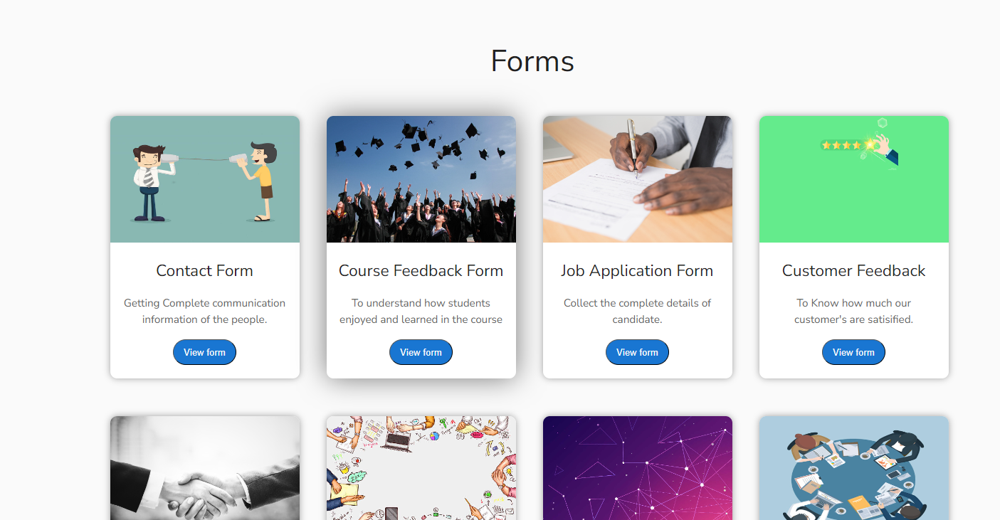 Forms
Contact Form
Getting Complete communication
information of the people.
View form
Course Feedback Form
To understand how students
enjoyed and learned in the course
View form
Job Application Form
Collect the complete details of
candidate.
View form
Customer Feedback
To Know how much our
customer's are satisified.
View form